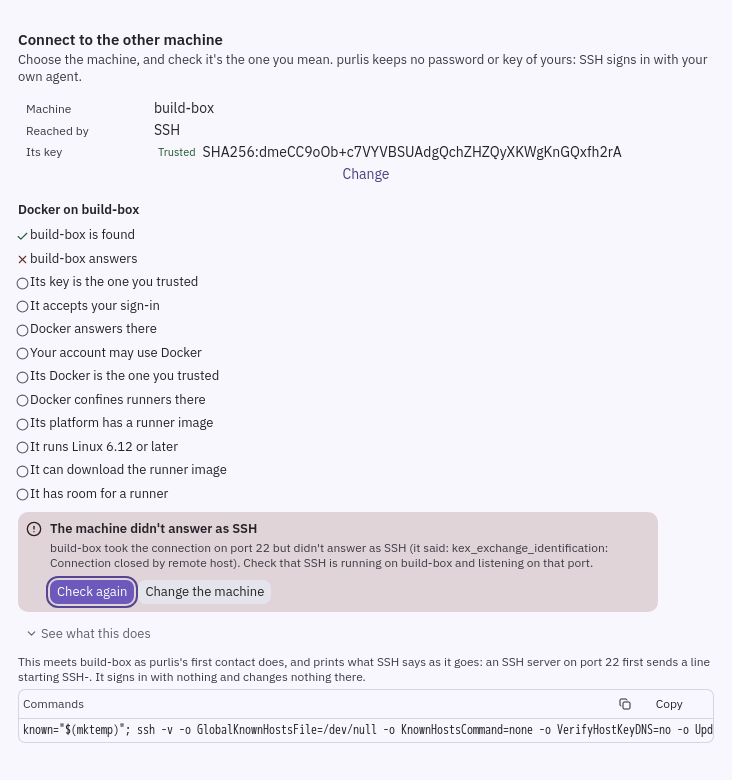 Connect to the other machine
Choose the machine, and check it's the one you mean. purlis keeps no password or key of yours: SSH signs in with your
own agent.
Machine build-box
Reached by SSH
Its key Trusted SHA256:dmeCC9oOb+c7VYVBSUAdgQchZHZQyXKWgKnGQxfh2rA
Change
Docker on build-box
build-box is found
build-box answers
Its key is the one you trusted
It accepts your sign-in
Docker answers there
Your account may use Docker
Its Docker is the one you trusted
Docker confines runners there
Its platform has a runner image
It runs Linux 6.12 or later
It can download the runner image
It has room for a runner
The machine didn't answer as SSH
build-box took the connection on port 22 but didn't answer as SSH (it said: kex_exchange_identification:
Connection closed by remote host). Check that SSH is running on build-box and listening on that port.
Check again Change the machine
See what this does
This meets build-box as purlis's first contact does, and prints what SSH says as it goes: an SSH server on port 22 first sends a line
starting SSH-. It signs in with nothing and changes nothing there.
Commands Copy
known="$(mktemp)"; ssh -v -o GlobalKnownHostsFile=/dev/null -o KnownHostsCommand=none -o VerifyHostKeyDNS=no -o Upd